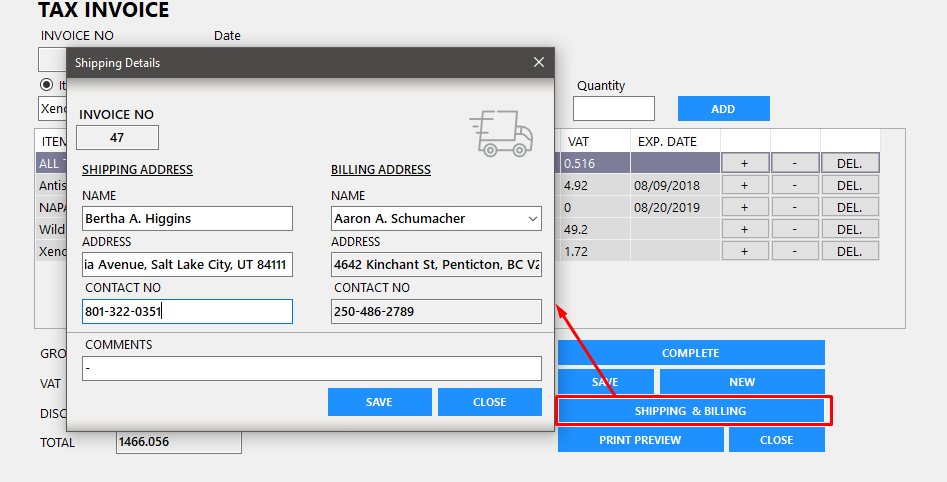 TAX INVOICE
INVOICE NO Date
Shipping Details
It
Quantity
Xeno
ADD
INVOICE NO
47
ITEM VAT EXP. DATE
SHIPPING ADDRESS BILLING ADDRESS
ALL 0.516 + - DEL.
NAME NAME
Antis 4.92 08/09/2018 + - DEL.
Bertha A. Higgins Aaron A. Schumacher
NAPA 0 08/20/2019 + - DEL.
Wild 49.2 + - DEL.
ADDRESS ADDRESS
Xeno 1.72 + - DEL.
ia Avenue, Salt Lake City, UT 84111 4642 Kinchant St, Penticton, BC V2
CONTACT NO CONTACT NO
801-322-0351 250-486-2789
COMMENTS
-
GRO COMPLETE
VAT SAVE NEW
SAVE CLOSE
DISC SHIPPING & BILLING
TOTAL 1466.056 PRINT PREVIEW CLOSE